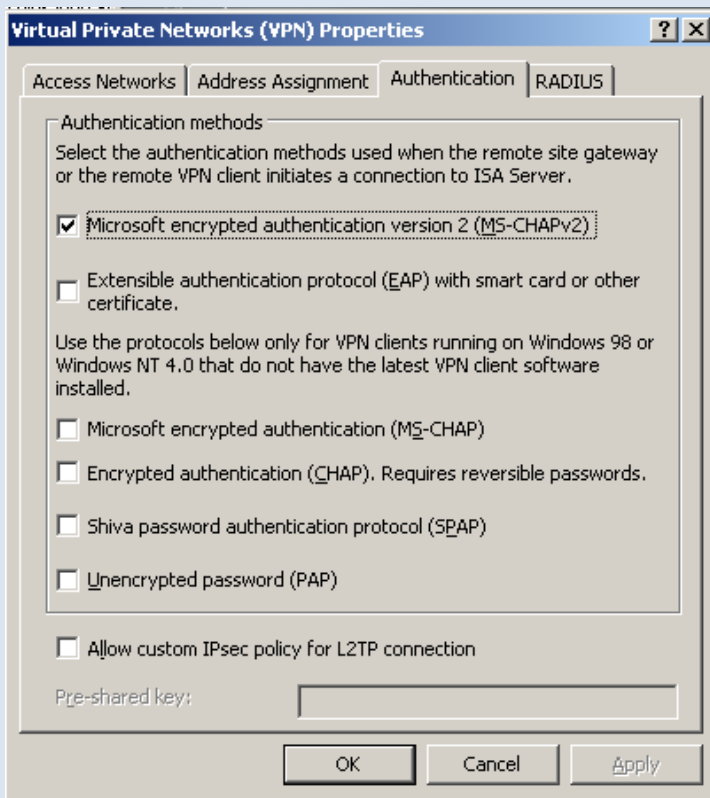 Virtual Private Networks (VPN) Properties
Access Networks
Address Assignment
Authentication
RADIUS
Authentication methods
Select the authentication methods used when the remote site gateway
or the remote VPN client initiates a connection to ISA Server.
Microsoft encrypted authentication version 2 (MS-CHAPv2)
Extensible authentication protocol (EAP) with smart card or other
certificate.
Use the protocols below only for VPN clients running on Windows 98 or
Windows NT 4.0 that do not have the latest VPN client software
installed.
Microsoft encrypted authentication (MS-CHAP)
Encrypted authentication (CHAP). Requires reversible passwords.
Shiva password authentication protocol (SPAP)
Unencrypted password (PAP)
Allow custom IPsec policy for L2TP connection
Pre-shared key:
OK
Cancel
Apply